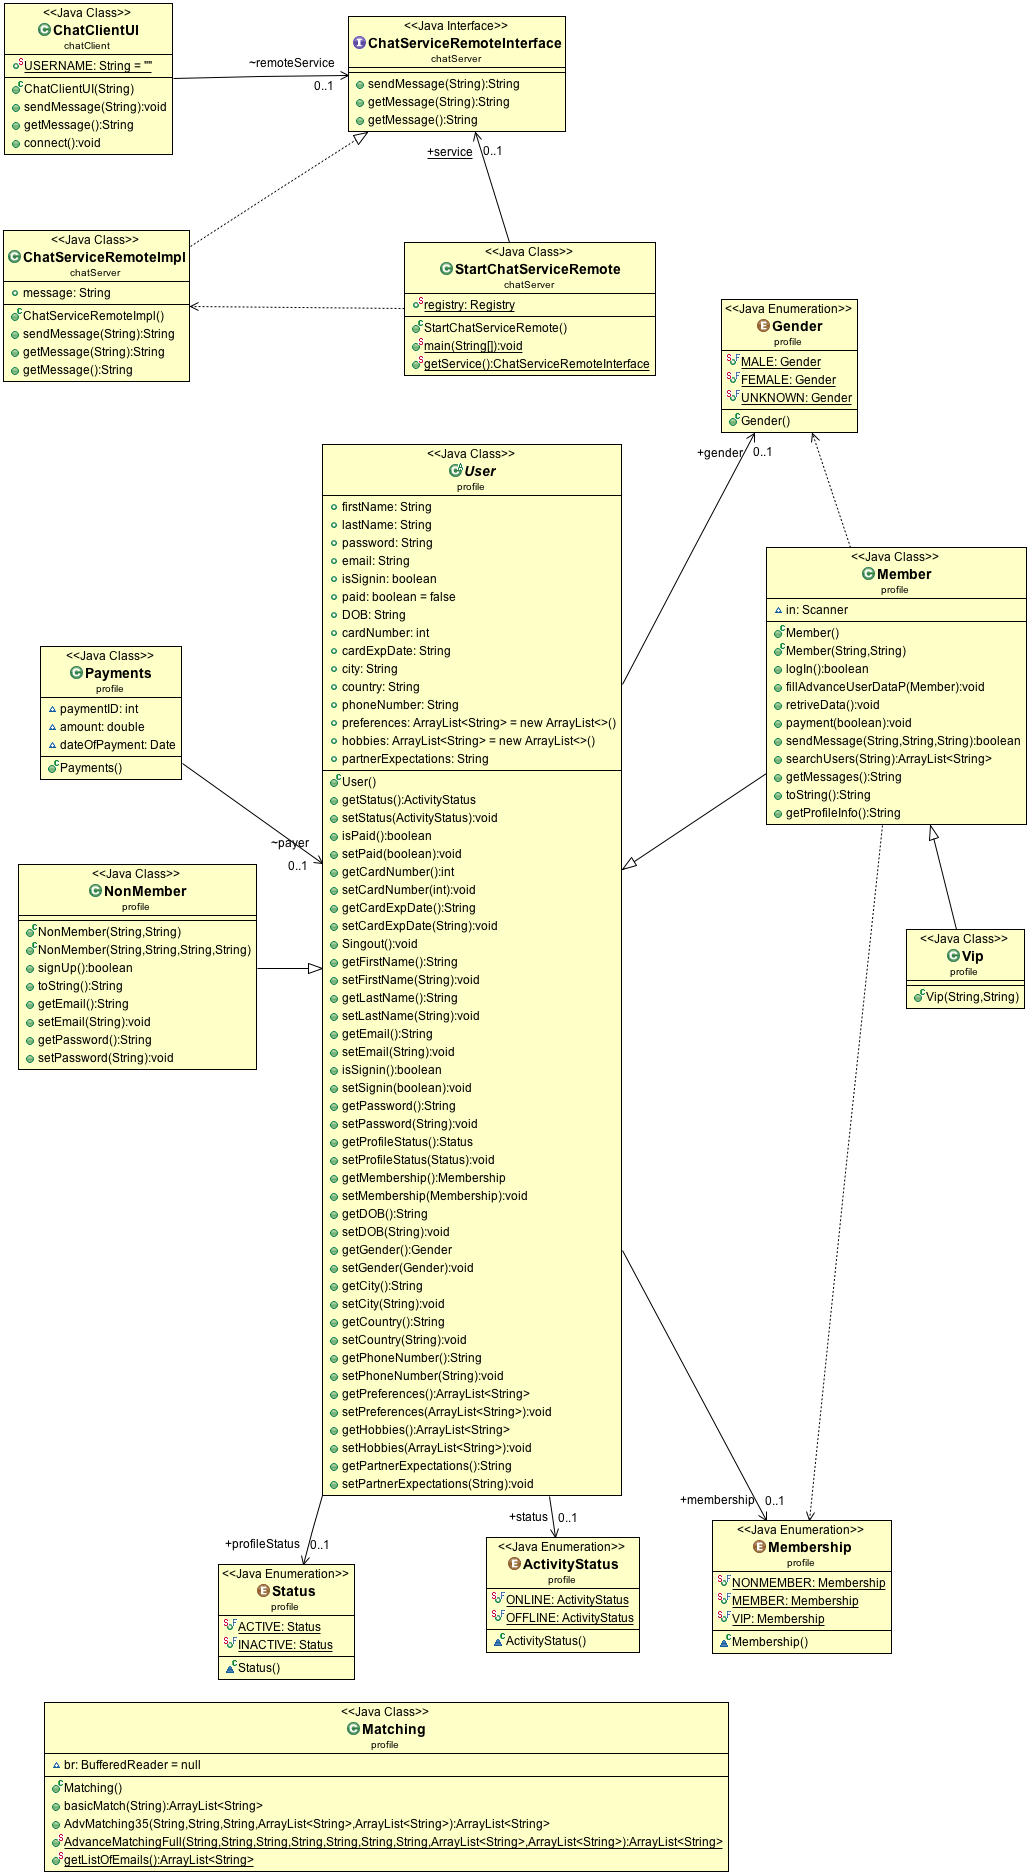 <<Java Class>>
ChatClientUI
chatClient
USERNAME: String = ""
ChatClientUI(String)
sendMessage(String):void
getMessage():String
connect():void
~remoteService
0..1
<<Java Interface>>
ChatServiceRemoteInterface
chatServer
sendMessage(String):String
getMessage(String):String
getMessage():String
+service
0..1
<<Java Class>>
ChatServiceRemoteImpl
chatServer
message: String
ChatServiceRemoteImpl()
sendMessage(String):String
getMessage(String):String
getMessage():String
<<Java Class>>
StartChatServiceRemote
chatServer
registry: Registry
StartChatServiceRemote()
main(String[]):void
getService():ChatServiceRemoteInterface
<<Java Enumeration>>
Gender
profile
MALE: Gender
FEMALE: Gender
UNKNOWN: Gender
Gender()
+gender
0..1
<<Java Class>>
User
profile
firstName: String
lastName: String
password: String
email: String
isSignin: boolean
paid: boolean = false
DOB: String
cardNumber: int
cardExpDate: String
city: String
country: String
phoneNumber: String
preferences: ArrayList<String> = new ArrayList<>()
hobbies: ArrayList<String> = new ArrayList<>()
partnerExpectations: String
User()
getStatus():ActivityStatus
setStatus(ActivityStatus):void
isPaid():boolean
setPaid(boolean):void
getCardNumber():int
setCardNumber(int):void
getCardExpDate():String
setCardExpDate(String):void
Singout():void
getFirstName():String
setFirstName(String):void
getLastName():String
setLastName(String):void
getEmail():String
setEmail(String):void
isSignin():boolean
setSignin(boolean):void
getPassword():String
setPassword(String):void
getProfileStatus():Status
setProfileStatus(Status):void
getMembership():Membership
setMembership(Membership):void
getDOB():String
setDOB(String):void
getGender():Gender
setGender(Gender):void
getCity():String
setCity(String):void
getCountry():String
setCountry(String):void
getPhoneNumber():String
setPhoneNumber(String):void
getPreferences():ArrayList<String>
setPreferences(ArrayList<String>):void
getHobbies():ArrayList<String>
setHobbies(ArrayList<String>):void
getPartnerExpectations():String
setPartnerExpectations(String):void
<<Java Class>>
Member
profile
in: Scanner
Member()
Member(String,String)
logIn():boolean
fillAdvanceUserDataP(Member):void
retriveData():void
payment(boolean):void
sendMessage(String,String,String):boolean
searchUsers(String):ArrayList<String>
getMessages():String
toString():String
getProfileInfo():String
<<Java Class>>
Payments
profile
paymentID: int
amount: double
dateOfPayment: Date
Payments()
~payer
0..1
<<Java Class>>
NonMember
profile
NonMember(String,String)
NonMember(String,String,String,String)
signUp():boolean
toString():String
getEmail():String
setEmail(String):void
getPassword():String
setPassword(String):void
<<Java Class>>
Vip
profile
Vip(String,String)
+profileStatus
0..1
+status
0..1
+membership
0..1
<<Java Enumeration>>
Status
profile
ACTIVE: Status
INACTIVE: Status
Status()
<<Java Enumeration>>
ActivityStatus
profile
ONLINE: ActivityStatus
OFFLINE: ActivityStatus
ActivityStatus()
<<Java Enumeration>>
Membership
profile
NONMEMBER: Membership
MEMBER: Membership
VIP: Membership
Membership()
<<Java Class>>
Matching
profile
br: BufferedReader = null
Matching()
basicMatch(String):ArrayList<String>
AdvMatching35(String,String,String,ArrayList<String>,ArrayList<String>):ArrayList<String>
AdvanceMatchingFull(String,String,String,String,String,String,String,ArrayList<String>,ArrayList<String>):ArrayList<String>
getListOfEmails():ArrayList<String>